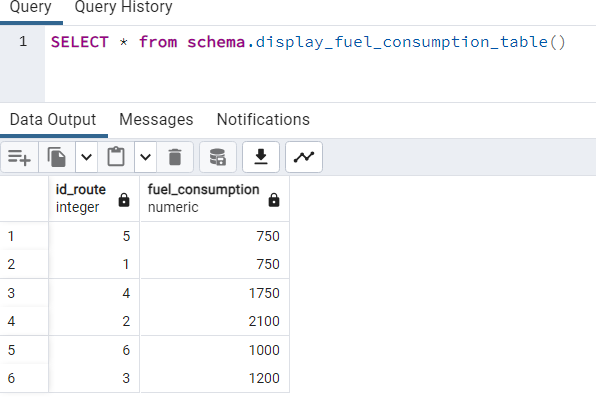 Query Query History
1 SELECT * from schema.display_fuel_consumption_table()
Data Output Messages Notifications
id_route fuel_consumption
integer numeric
1 5 750
2 1 750
3 4 1750
4 2 2100
5 6 1000
6 3 1200